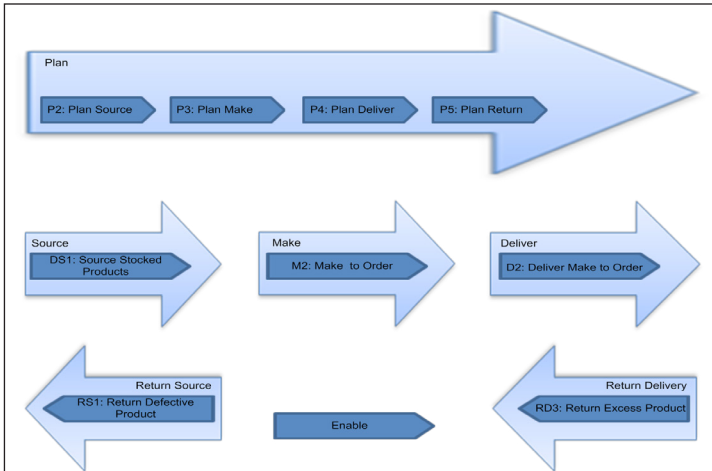 Plan
P2: Plan Source
P3: Plan Make
P4: Plan Deliver
P5: Plan Return
Source
DS1: Source Stocked
Products
Make
M2: Make to Order
Deliver
D2: Deliver Make to Order
Return Source
RS1: Return Defective
Product
Enable
Return Delivery
RD3: Return Excess Product